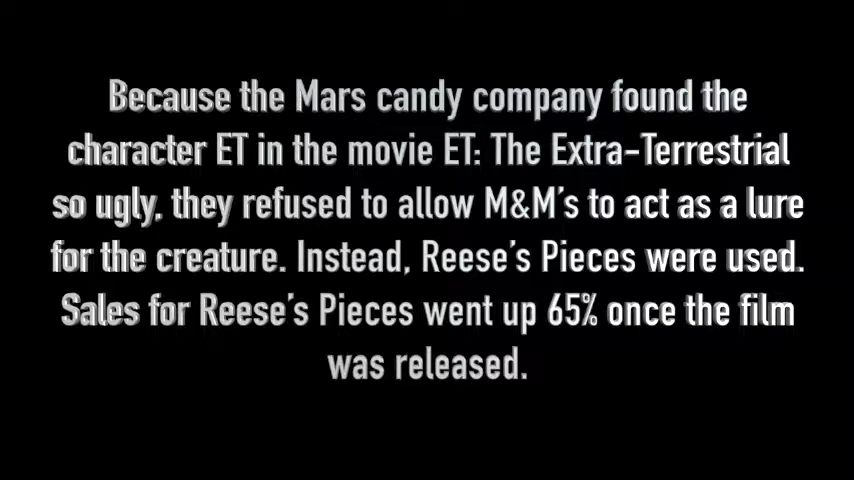 Because the Mars candy company found the
character ET in the movie ET: The Extra-Terrestrial
so ugly, they refused to allow M&M's to act as a lure
for the creature. Instead, Reese's Pieces were used.
Sales for Reese's Pieces went up 65% once the film
was released.